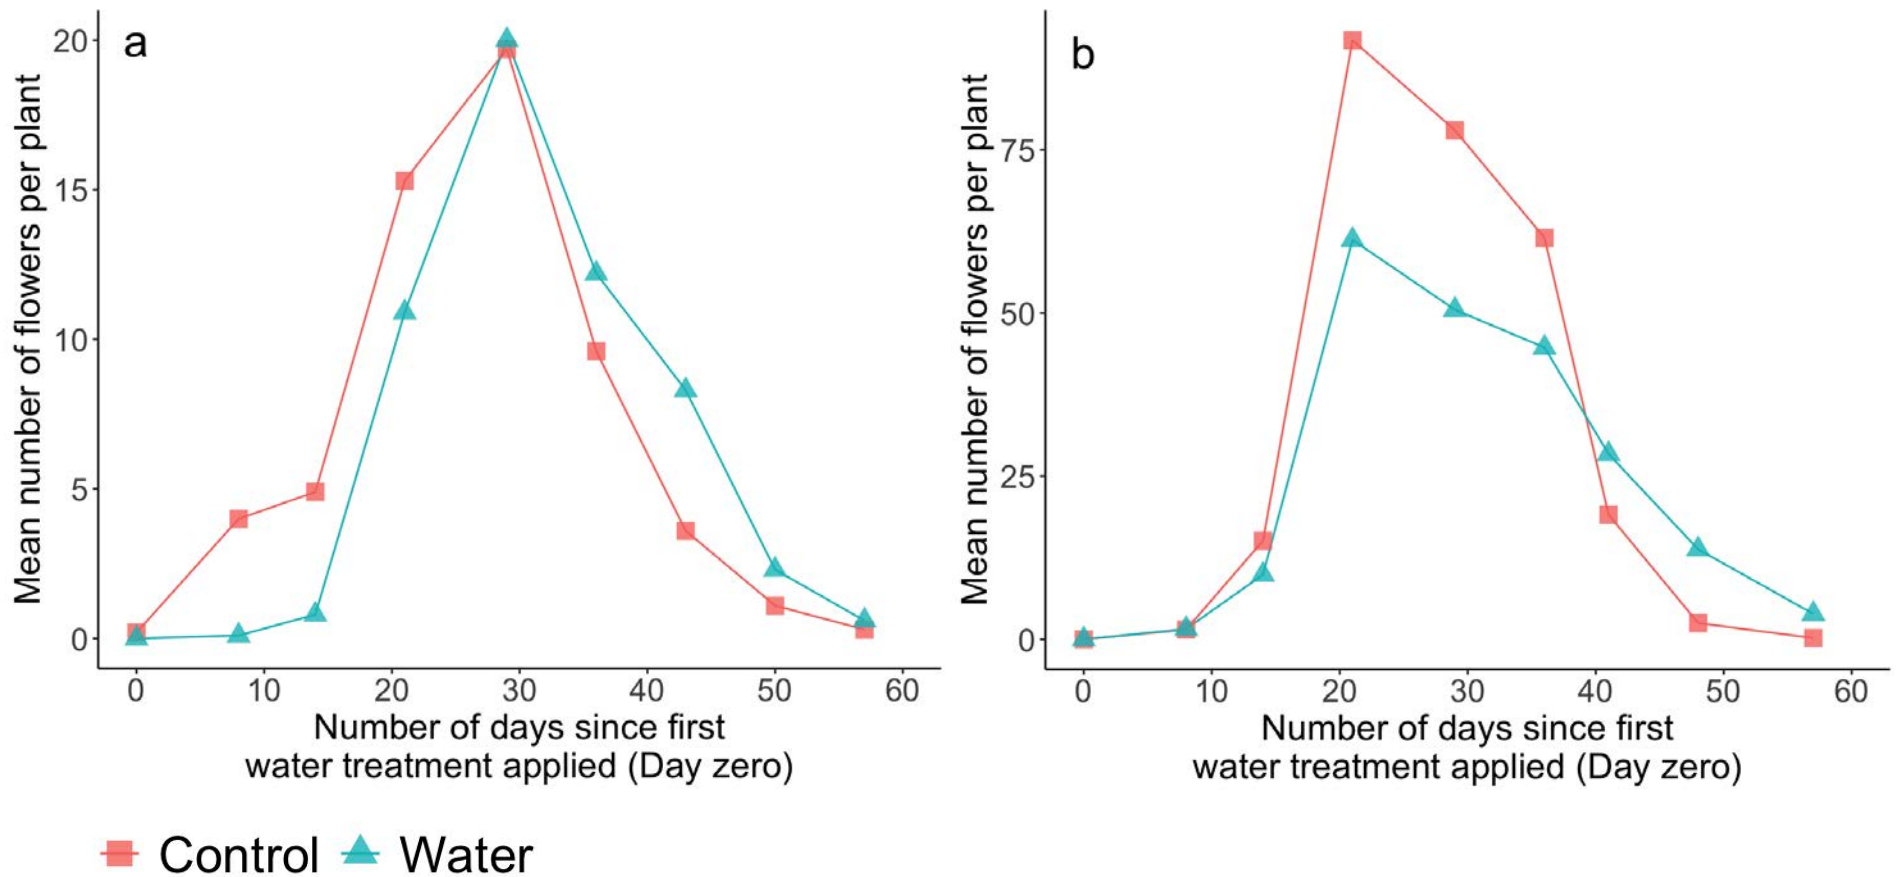 a
Mean number of flowers per plant
20
15
10
5
0
0 10 20 30 40 50 60
Number of days since first
water treatment applied (Day zero)
b
Mean number of flowers per plant
75
50
25
0
0 10 20 30 40 50 60
Number of days since first
water treatment applied (Day zero)
Control Water